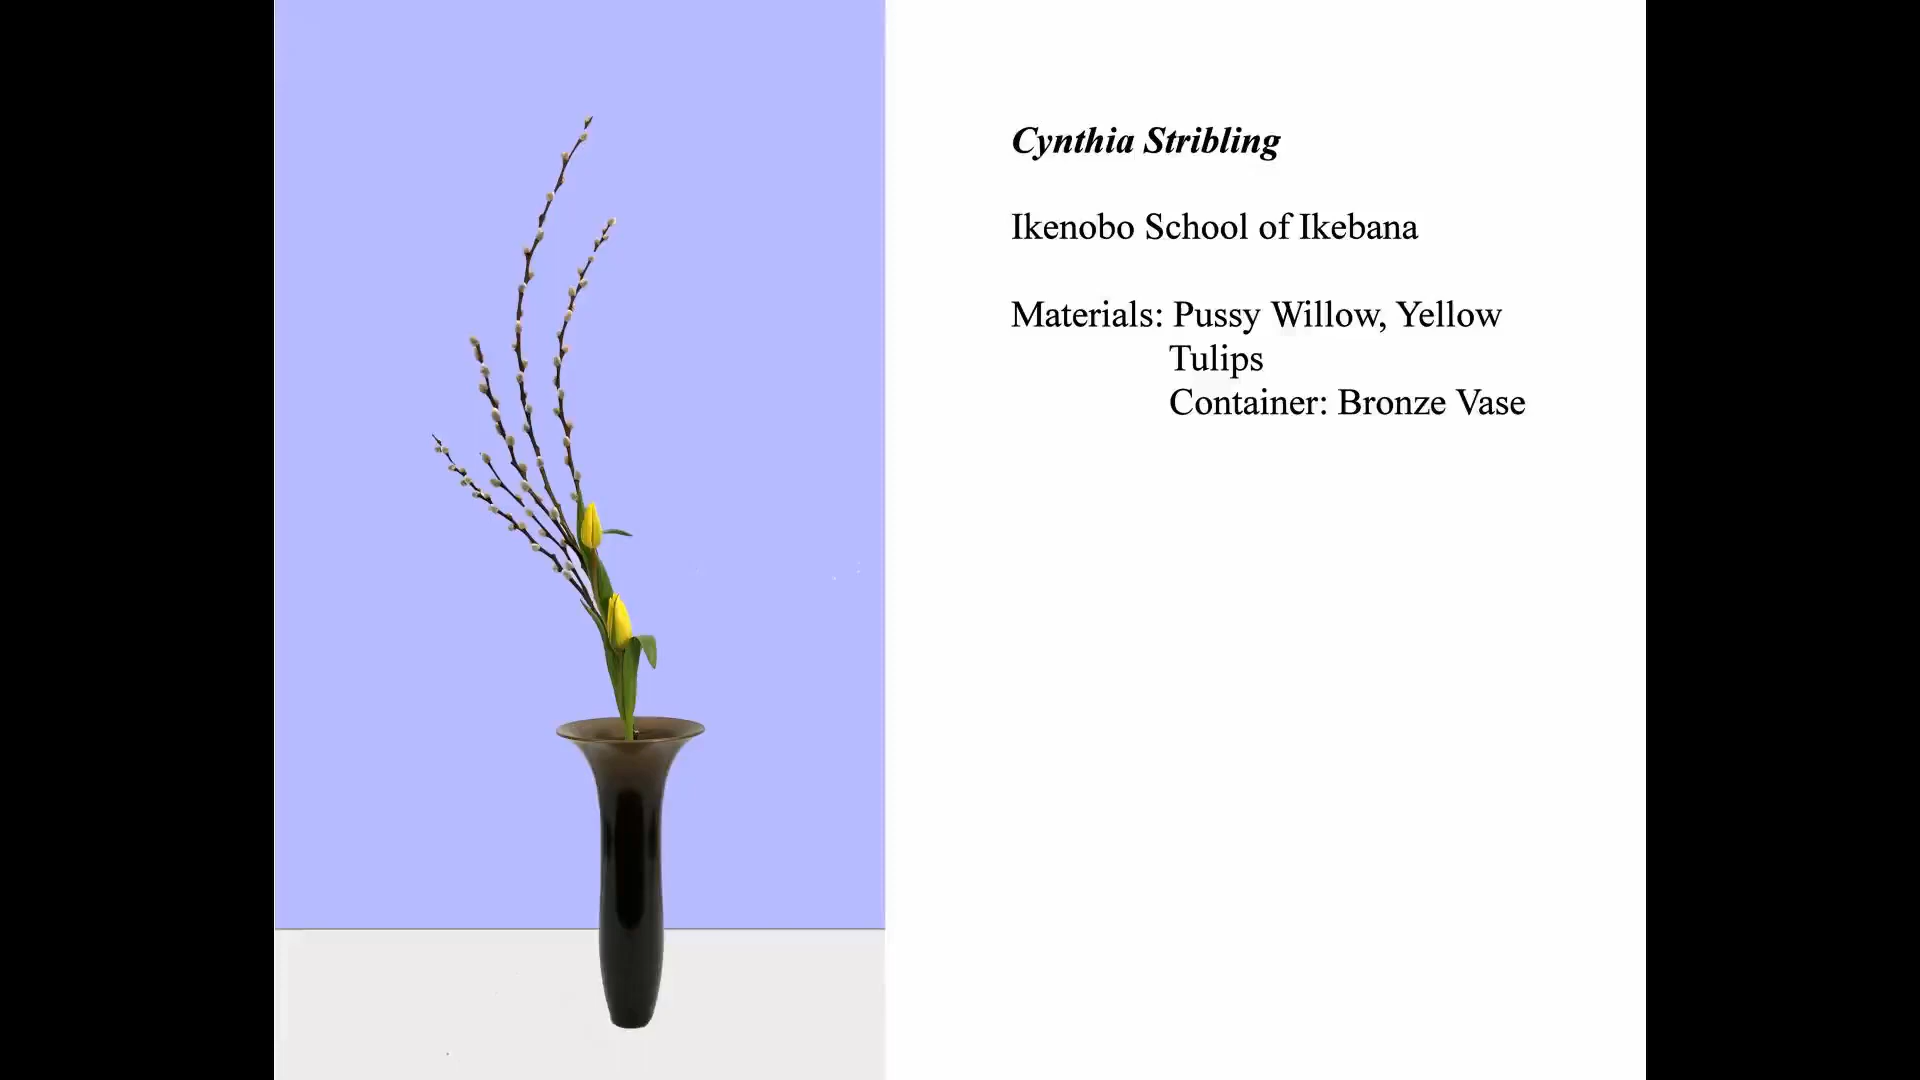 Cynthia Stribling
Ikenobo School of Ikebana
Materials: Pussy Willow, Yellow
Tulips
Container: Bronze Vase